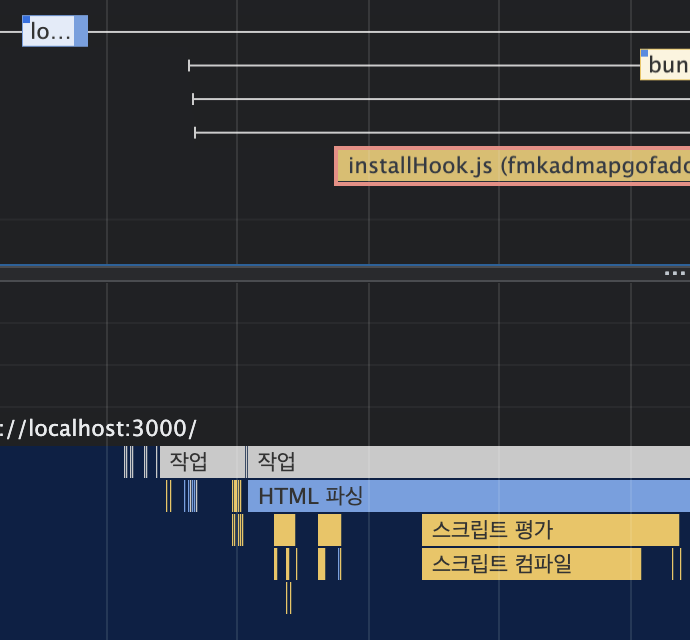 lo…
bun
installHook.js (fmkadmapgofado
://localhost:3000/
작업 작업
HTML 파싱
스크립트 평가
스크립트 컴파일